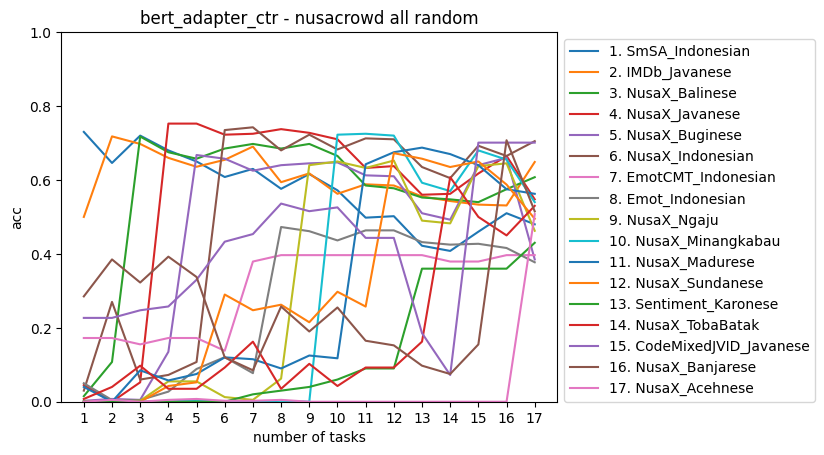 bert_adapter_ctr - nusacrowd all random
1.0
0.8
0.6
0.4
0.2
0.0
acc
1 2 3 4 5 6 7 8 9 10 11 12 13 14 15 16 17
number of tasks
1. SmSA_Indonesian
2. IMDb_Javanese
3. NusaX_Balinese
4. NusaX_Javanese
5. NusaX_Buginese
6. NusaX_Indonesian
7. EmotCMT_Indonesian
8. Emot_Indonesian
9. NusaX_Ngaju
10. NusaX_Minangkabau
11. NusaX_Madurese
12. NusaX_Sundanese
13. Sentiment_Karonese
14. NusaX_TobaBatak
15. CodeMixedJVID_Javanese
16. NusaX_Banjarese
17. NusaX_Acehnese